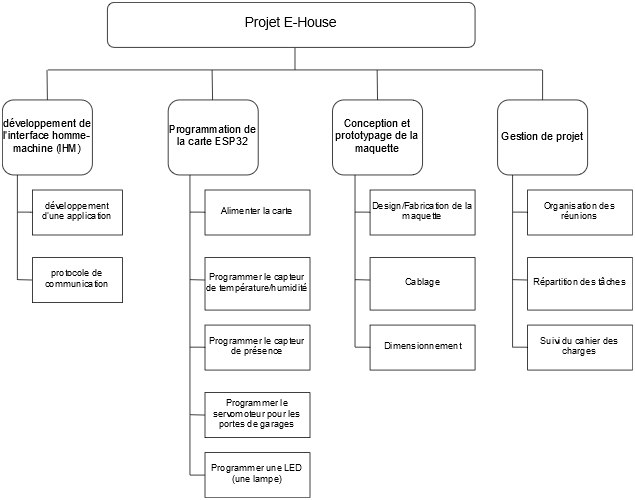 Projet E-House
développement de
l'interface homme-
machine (IHM)
Programmation de
la carte ESP32
Conception et
prototypage de la
maquette
Gestion de projet
développement
d'une application
protocole de
communication
Alimenter la carte
Programmer le capteur
de température/humidité
Programmer le capteur
de présence
Programmer le
servomoteur pour les
portes de garages
Programmer une LED
(une lampe)
Design/Fabrication de la
maquette
Cablage
Dimensionnement
Organisation des
réunions
Répartition des tâches
Suivi du cahier des
charges